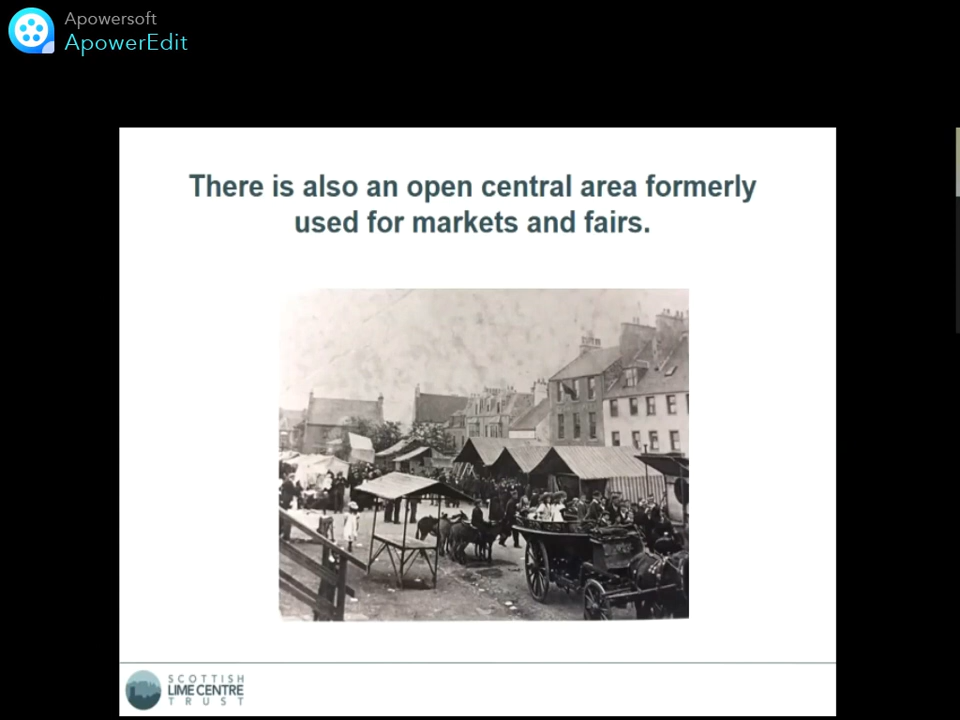 Apowersoft
ApowerEdit
There is also an open central area formerly
used for markets and fairs.
SCOTTISH
LIME CENTRE
TRUST